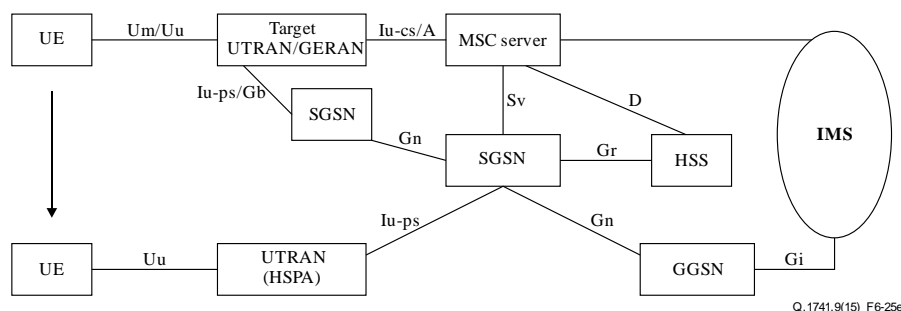 UE
Um/Uu
Target
UTRAN/GERAN
Iu-cs/A
MSC server
Iu-ps/Gb
SGSN
Sv
D
Gn
SGSN
Gr
HSS
IMS
Iu-ps
Gn
UE
Uu
UTRAN
(HSPA)
GGSN
Gi
Q.1741.9(15)_F6-25e